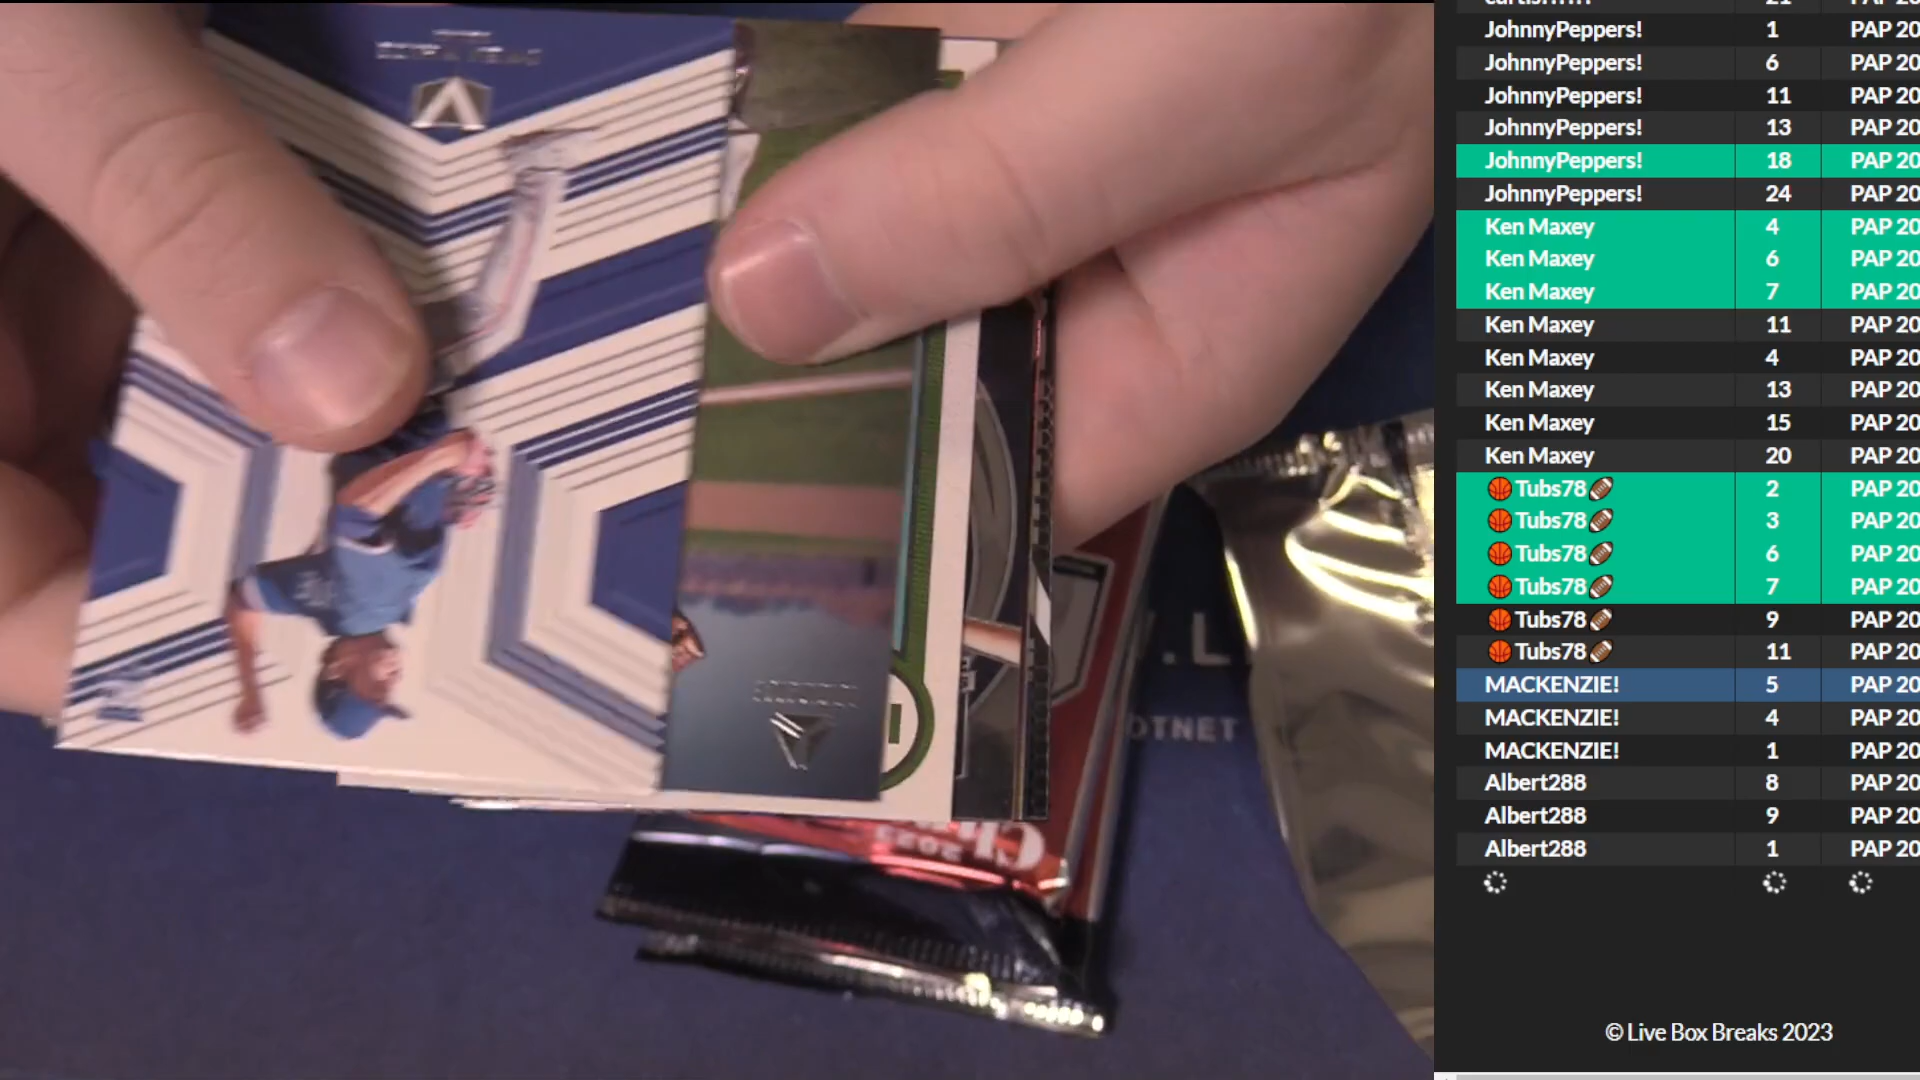 JohnnyPeppers! 1 PAP 20
JohnnyPeppers! 6 PAP 20
JohnnyPeppers! 11 PAP 20
JohnnyPeppers! 13 PAP 20
JohnnyPeppers! 18 PAP 20
JohnnyPeppers! 24 PAP 20
Ken Maxey 4 PAP 20
Ken Maxey 6 PAP 20
Ken Maxey 7 PAP 20
Ken Maxey 11 PAP 20
Ken Maxey 4 PAP 20
Ken Maxey 13 PAP 20
Ken Maxey 15 PAP 20
Ken Maxey 20 PAP 20
🏀Tubs78🏈 2 PAP 20
🏀Tubs78🏈 3 PAP 20
🏀Tubs78🏈 6 PAP 20
🏀Tubs78🏈 7 PAP 20
🏀Tubs78🏈 9 PAP 20
🏀Tubs78🏈 11 PAP 20
MACKENZIE! 5 PAP 20
MACKENZIE! 4 PAP 20
MACKENZIE! 1 PAP 20
Albert288 8 PAP 20
Albert288 9 PAP 20
Albert288 1 PAP 20
© Live Box Breaks 2023
.L
OTNET
2023